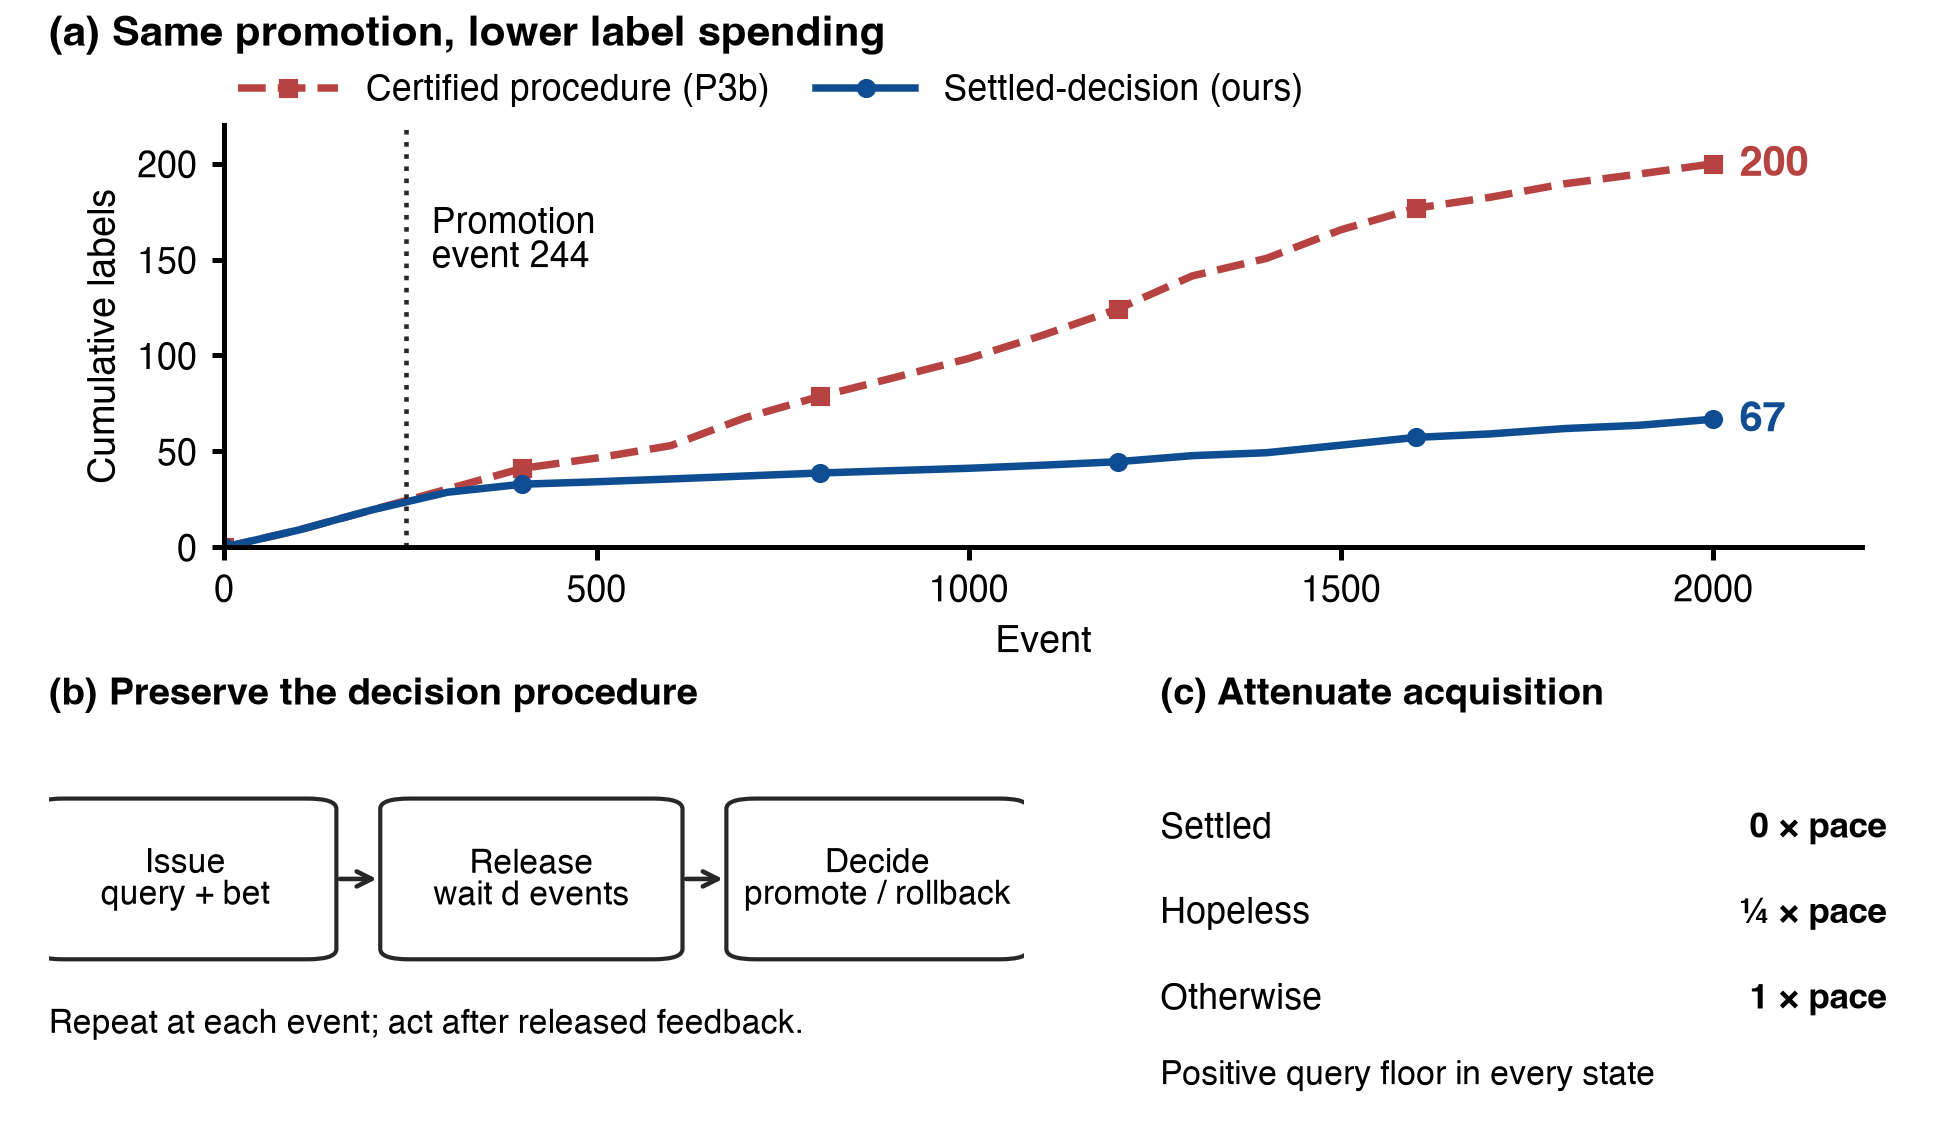 (a) Same promotion, lower label spending
Certified procedure (P3b)
Settled-decision (ours)
Cumulative labels
200
150
100
50
0
Promotion
event 244
200
67
0
500
1000
1500
2000
Event
(b) Preserve the decision procedure
Issue
query + bet
Release
wait d events
Decide
promote / rollback
Repeat at each event; act after released feedback.
(c) Attenuate acquisition
Settled 0 × pace
Hopeless ¼ × pace
Otherwise 1 × pace
Positive query floor in every state